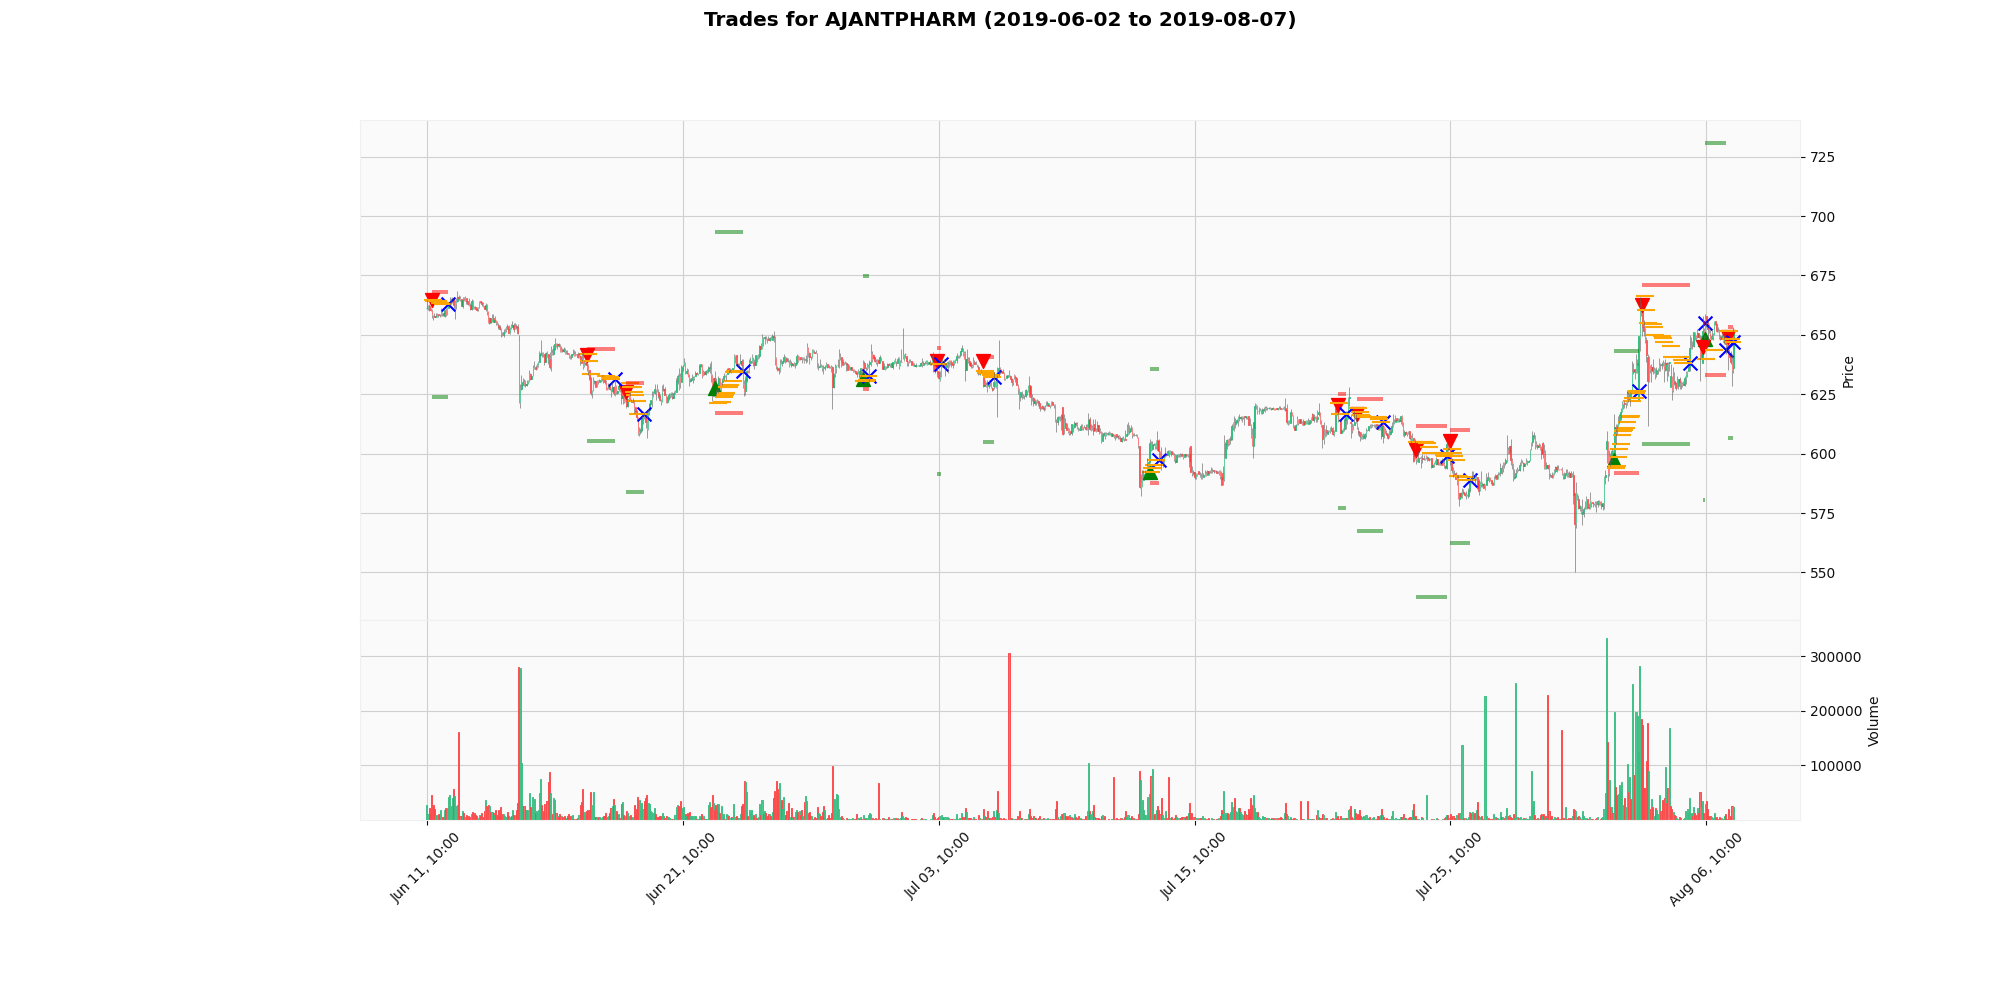 Trades for AJANTPHARM (2019-06-02 to 2019-08-07)
725
700
675
650
625
600
575
550
Price
300000
200000
100000
Volume
Jun 11, 10:00
Jun 21, 10:00
Jul 03, 10:00
Jul 15, 10:00
Jul 25, 10:00
Aug 06, 10:00